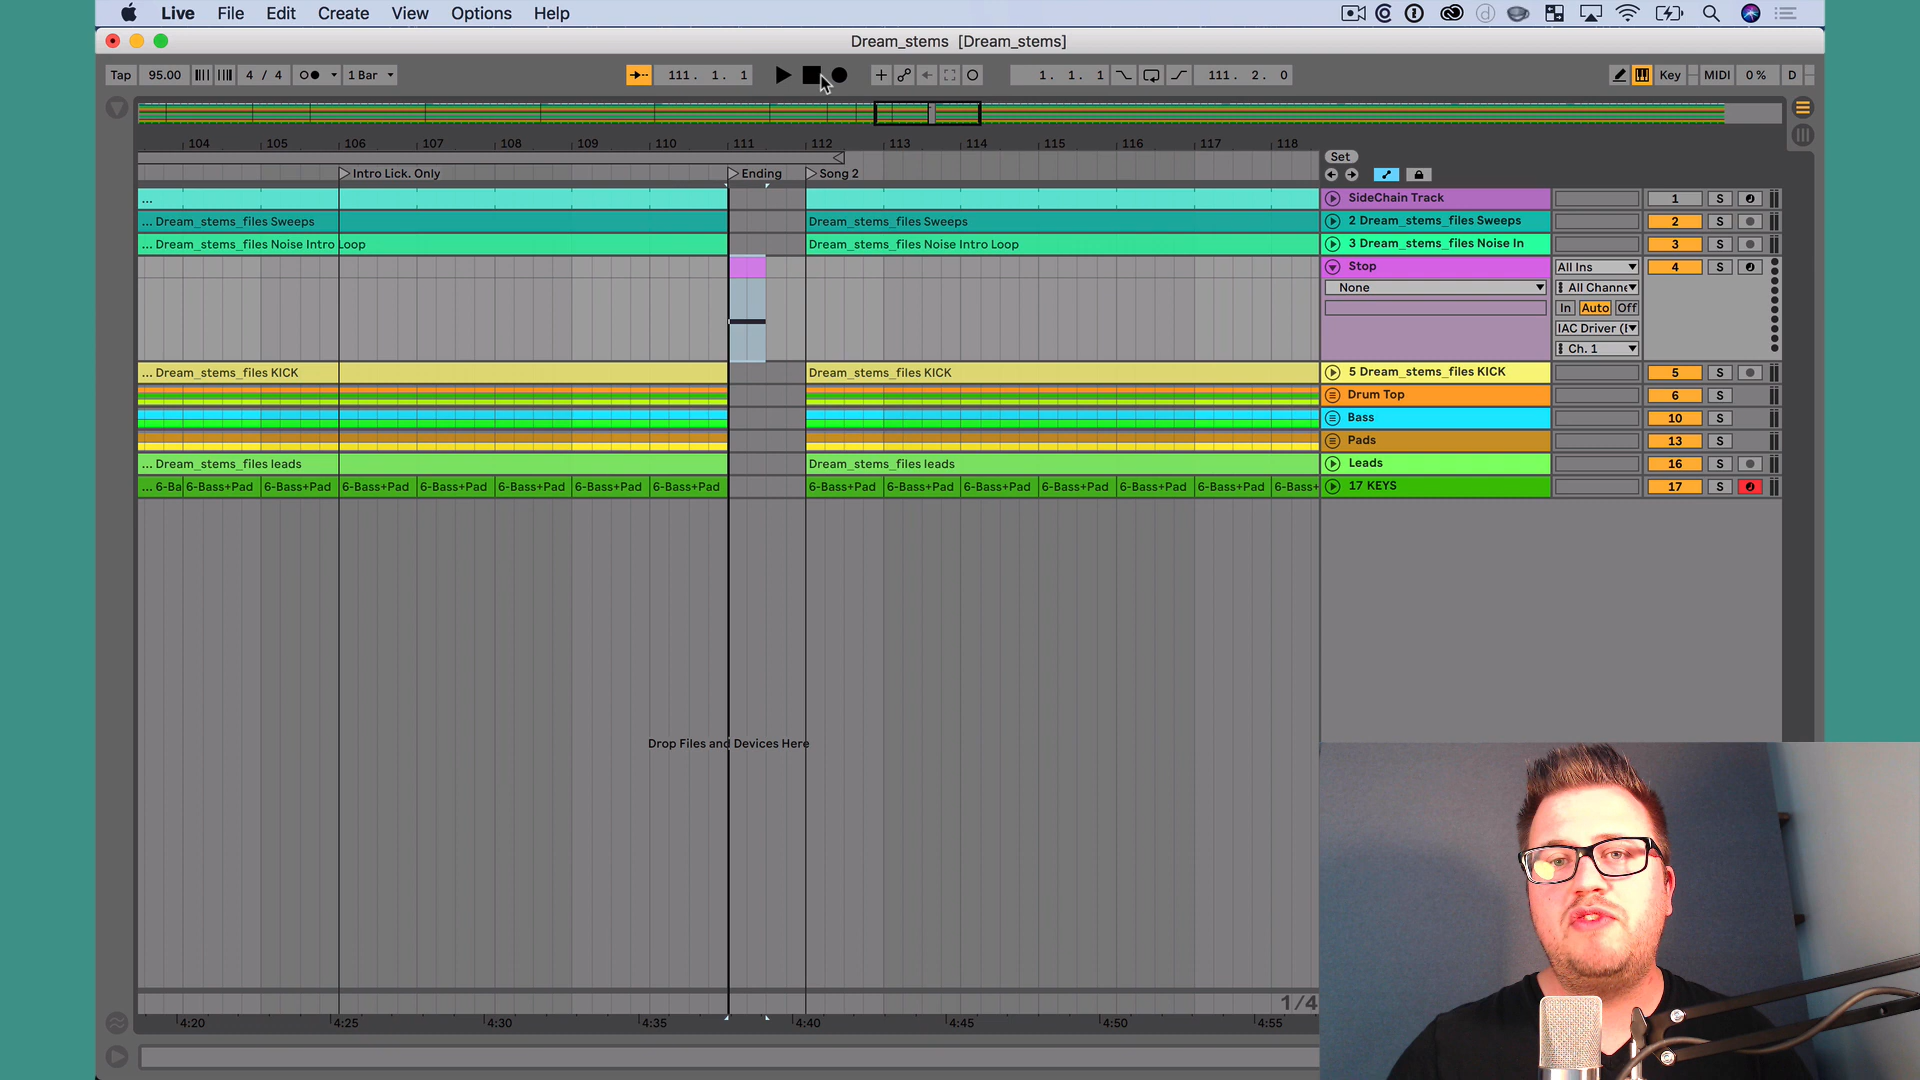 Live File Edit Create View Options Help
Dream_stems [Dream_stems]
Tap 95.00 4 / 4 1 Bar 111. 1. 1 1. 1. 1 111. 2. 0 Key MIDI 0 % D
104 105 106 107 108 109 110 111 112 113 114 115 116 117 118
Set
Intro Lick. Only Ending Song 2
... SideChain Track 1 S
... Dream_stems_files Sweeps Dream_stems_files Sweeps 2 Dream_stems_files Sweeps 2 S
... Dream_stems_files Noise Intro Loop Dream_stems_files Noise Intro Loop 3 Dream_stems_files Noise In 3 S
Stop All Ins 4 S
None All Channe
In Auto Off
IAC Driver (I
Ch. 1
... Dream_stems_files KICK Dream_stems_files KICK 5 Dream_stems_files KICK 5 S
Drum Top 6 S
Bass 10 S
Pads 13 S
... Dream_stems_files leads Dream_stems_files leads Leads 16 S
... 6-Ba 6-Bass+Pad 6-Bass+Pad 6-Bass+Pad 6-Bass+Pad 6-Bass+Pad 6-Bass+Pad 6-Bass+Pad 6-Bass+Pad 6-Bass+Pad 6-Bass+Pad 6-Bass+Pad 6-Bass+Pad 6-Bass+Pad 6-Bass+ 17 KEYS 17 S
Drop Files and Devices Here
1/4
4:20 4:25 4:30 4:35 4:40 4:45 4:50 4:55